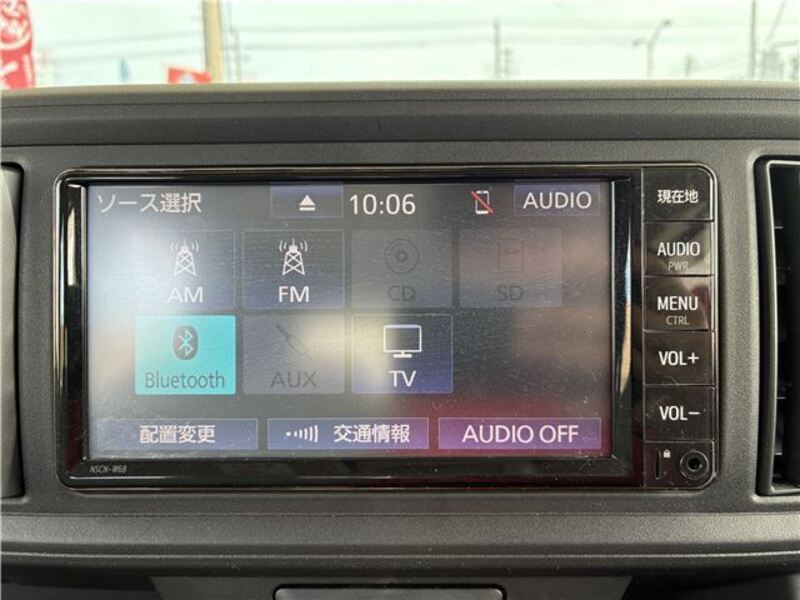 ソース選択 10:06 AUDIO
AM FM CD SD
Bluetooth AUX TV
配置変更 交通情報 AUDIO OFF
NSCN-W68
現在地
AUDIO
PWR
MENU
CTRL
VOL+
VOL-